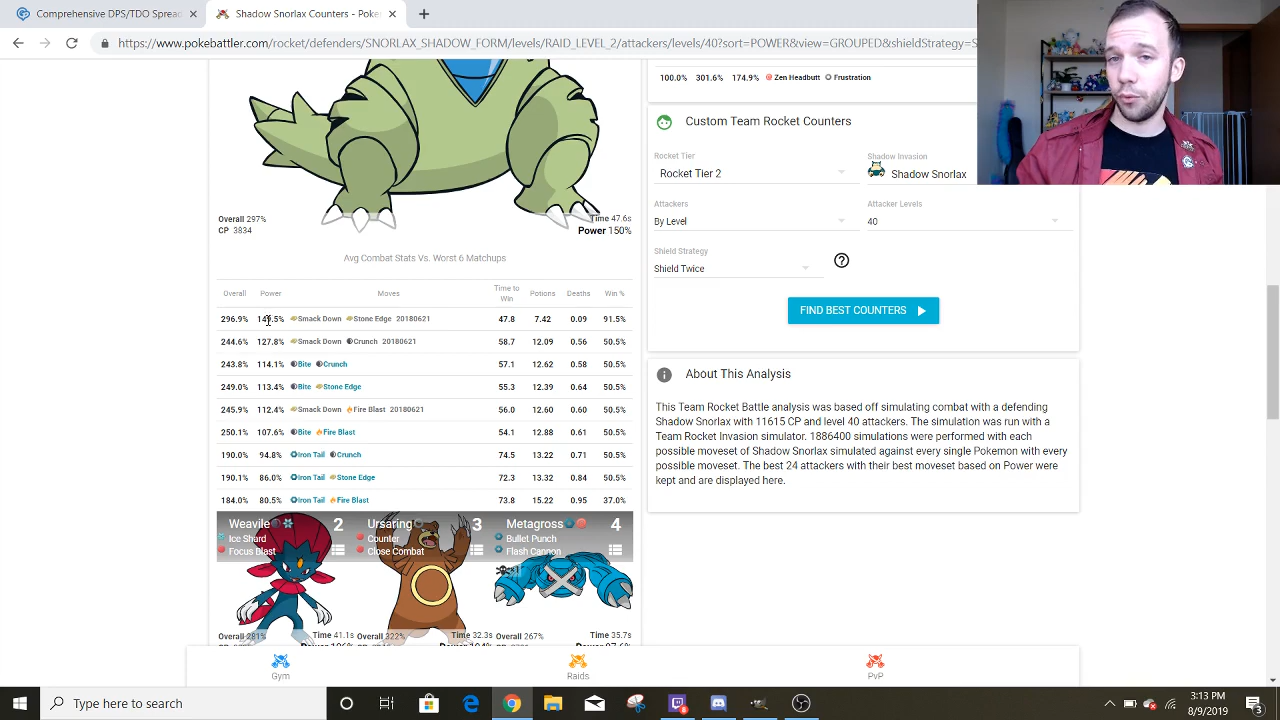 Comprehensive DPS/TDO Spread
Shadow Snorlax Counters - Poke
https://www.pokebattler.com/rocket/defenders/SNORLAX_SHADOW_FORM/levels/RAID_LEVEL_2/attackers/levels/40?sort=POWER&view=GROUPED&shieldStrategy=S
100.0% 301.6% 174.9% Zen Headbutt Frustration
Custom Team Rocket Counters
Rocket Tier Shadow Invasion
Rocket Tier 2 Shadow Snorlax
Attackers Attacker Levels
By Level 40
Shield Strategy
Shield Twice
FIND BEST COUNTERS
About This Analysis
This Team Rocket Battle analysis was based off simulating combat with a defending
Shadow Snorlax with 11615 CP and level 40 attackers. The simulation was run with a
Team Rocket Invasion simulator. 1886400 simulations were performed with each
possible moveset of Shadow Snorlax simulated against every single Pokemon with every
possible moveset. The best 24 attackers with their best moveset based on Power were
kept and are displayed here.
Overall 297% Time 47.6s
CP 3834 Power 150%
Avg Combat Stats Vs. Worst 6 Matchups
Overall Power Moves Time to Win Potions Deaths Win %
296.9% Smack Down Stone Edge 20180621 47.8 7.42 0.09 91.5%
244.6% 127.8% Smack Down Crunch 20180621 58.7 12.09 0.56 50.5%
243.8% 114.1% Bite Crunch 57.1 12.62 0.58 50.5%
249.0% 113.4% Bite Stone Edge 55.3 12.39 0.64 50.5%
245.9% 112.4% Smack Down Fire Blast 20180621 56.0 12.60 0.60 50.5%
250.1% 107.6% Bite Fire Blast 54.1 12.88 0.61 50.5%
190.0% 94.8% Iron Tail Crunch 74.5 13.22 0.71 50.5%
190.1% 86.0% Iron Tail Stone Edge 72.3 13.32 0.84 50.5%
184.0% 80.5% Iron Tail Fire Blast 73.8 15.22 0.95 37.0%
Weavile 2 Ursaring 3 Metagross 4
Ice Shard Counter Bullet Punch
Focus Blast Close Combat Flash Cannon
Overall 281% Time 41.1s Overall 322% Time 32.3s Overall 267% Time 35.7s
Gym Raids PvP
Type here to search
3:13 PM
8/9/2019
3